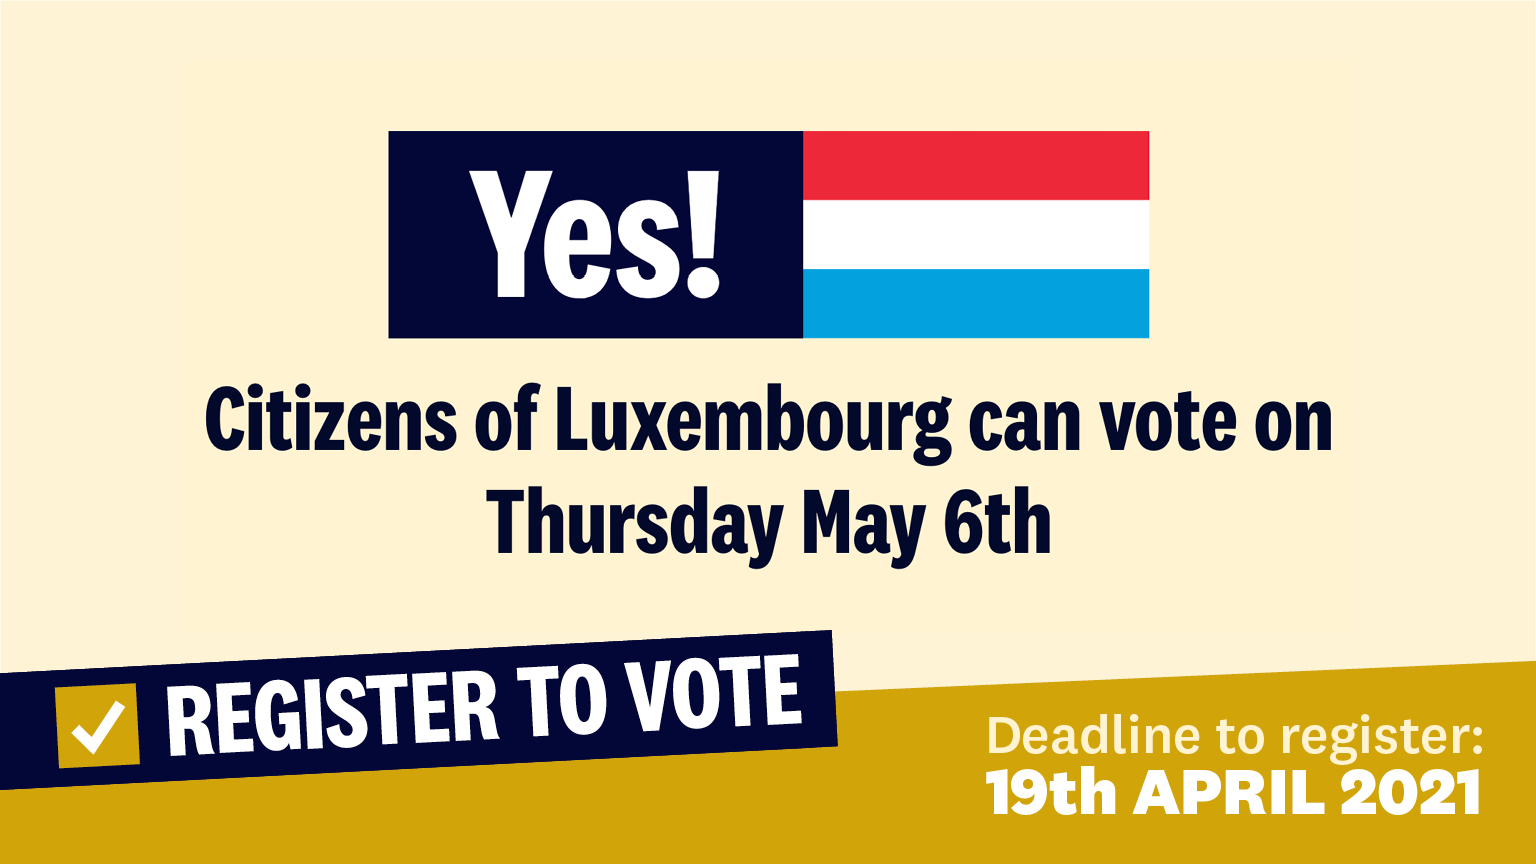 Yes!
Citizens of Luxembourg can vote on
Thursday May 6th
REGISTER TO VOTE
Deadline to register:
19th APRIL 2021